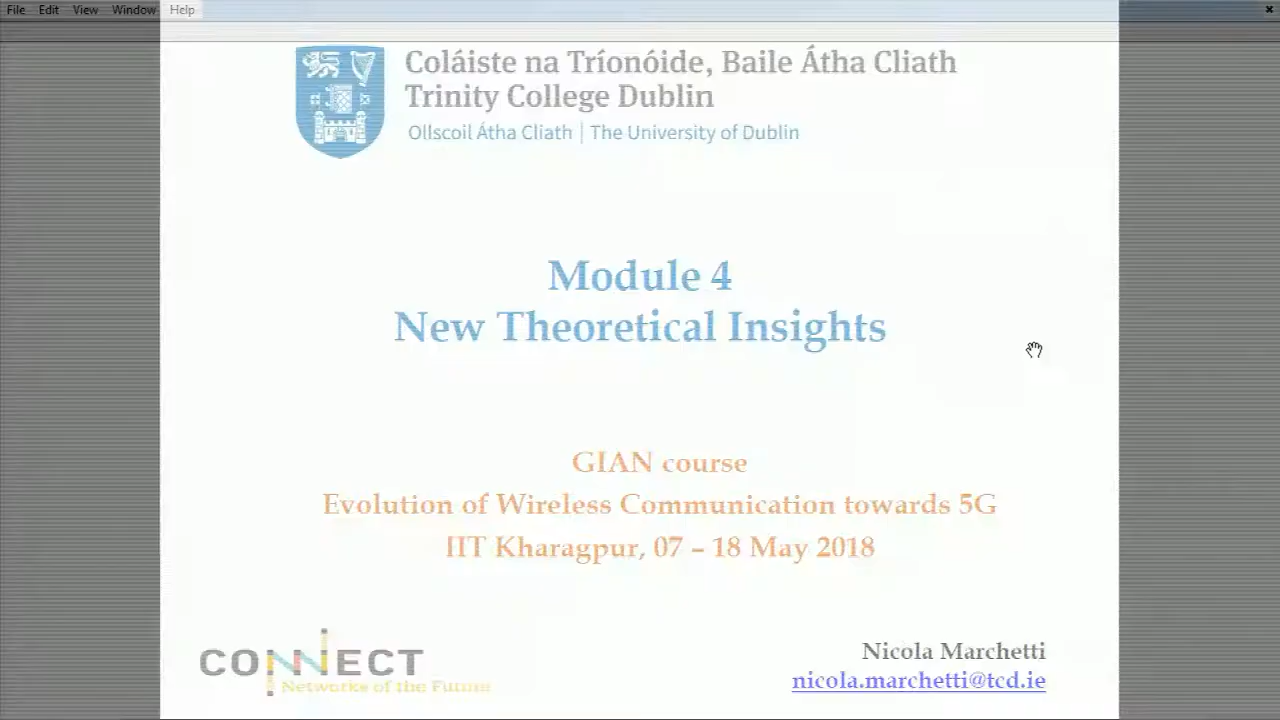 File Edit View Window Help
Coláiste na Tríonóide, Baile Átha Cliath
Trinity College Dublin
Ollscoil Átha Cliath | The University of Dublin
Module 4
New Theoretical Insights
GIAN course
Evolution of Wireless Communication towards 5G
IIT Kharagpur, 07 – 18 May 2018
CONNECT
Networks of the Future
Nicola Marchetti
nicola.marchetti@tcd.ie